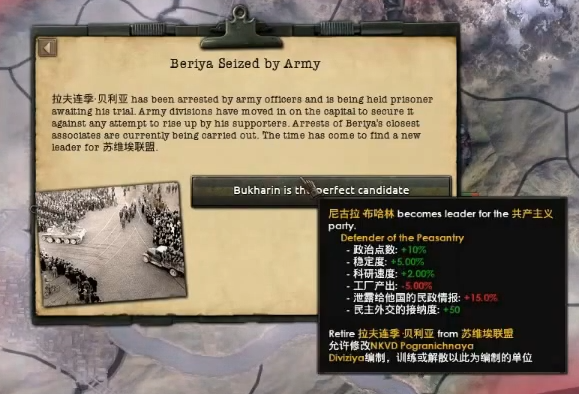 Beriya Seized by Army
拉夫连季·贝利亚 has been arrested by army officers and is being held prisoner
awaiting his trial. Army divisions have moved in on the capital to secure it
against any attempt to rise up by his supporters. Arrests of Beriya's closest
associates are currently being carried out. The time has come to find a new
leader for 苏维埃联盟.
Bukharin is the perfect candidate
尼古拉 布哈林 becomes leader for the 共产主义
party.
Defender of the Peasantry
- 政治点数: +10%
- 稳定度: +5.00%
- 科研速度: +2.00%
- 工厂产出: -5.00%
- 泄露给他国的民政情报: +15.0%
- 民主外交的接纳度: +50
Retire 拉夫连季·贝利亚 from 苏维埃联盟
允许修改NKVD Pogranichnaya
Diviziya编制，训练或解散以此为编制的单位